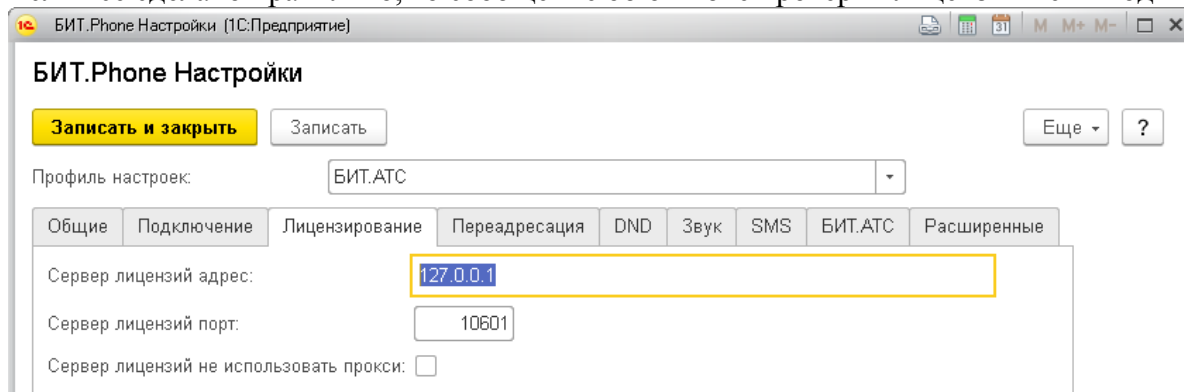 БИТ.Phone Настройки (1С:Предприятие)
31 M M+ M-
БИТ.Phone Настройки
Записать и закрыть Записать Еще ?
Профиль настроек: БИТ.АТС
Общие Подключение Лицензирование Переадресация DND Звук SMS БИТ.АТС Расширенные
Сервер лицензий адрес: 127.0.0.1
Сервер лицензий порт: 10601
Сервер лицензий не использовать прокси: